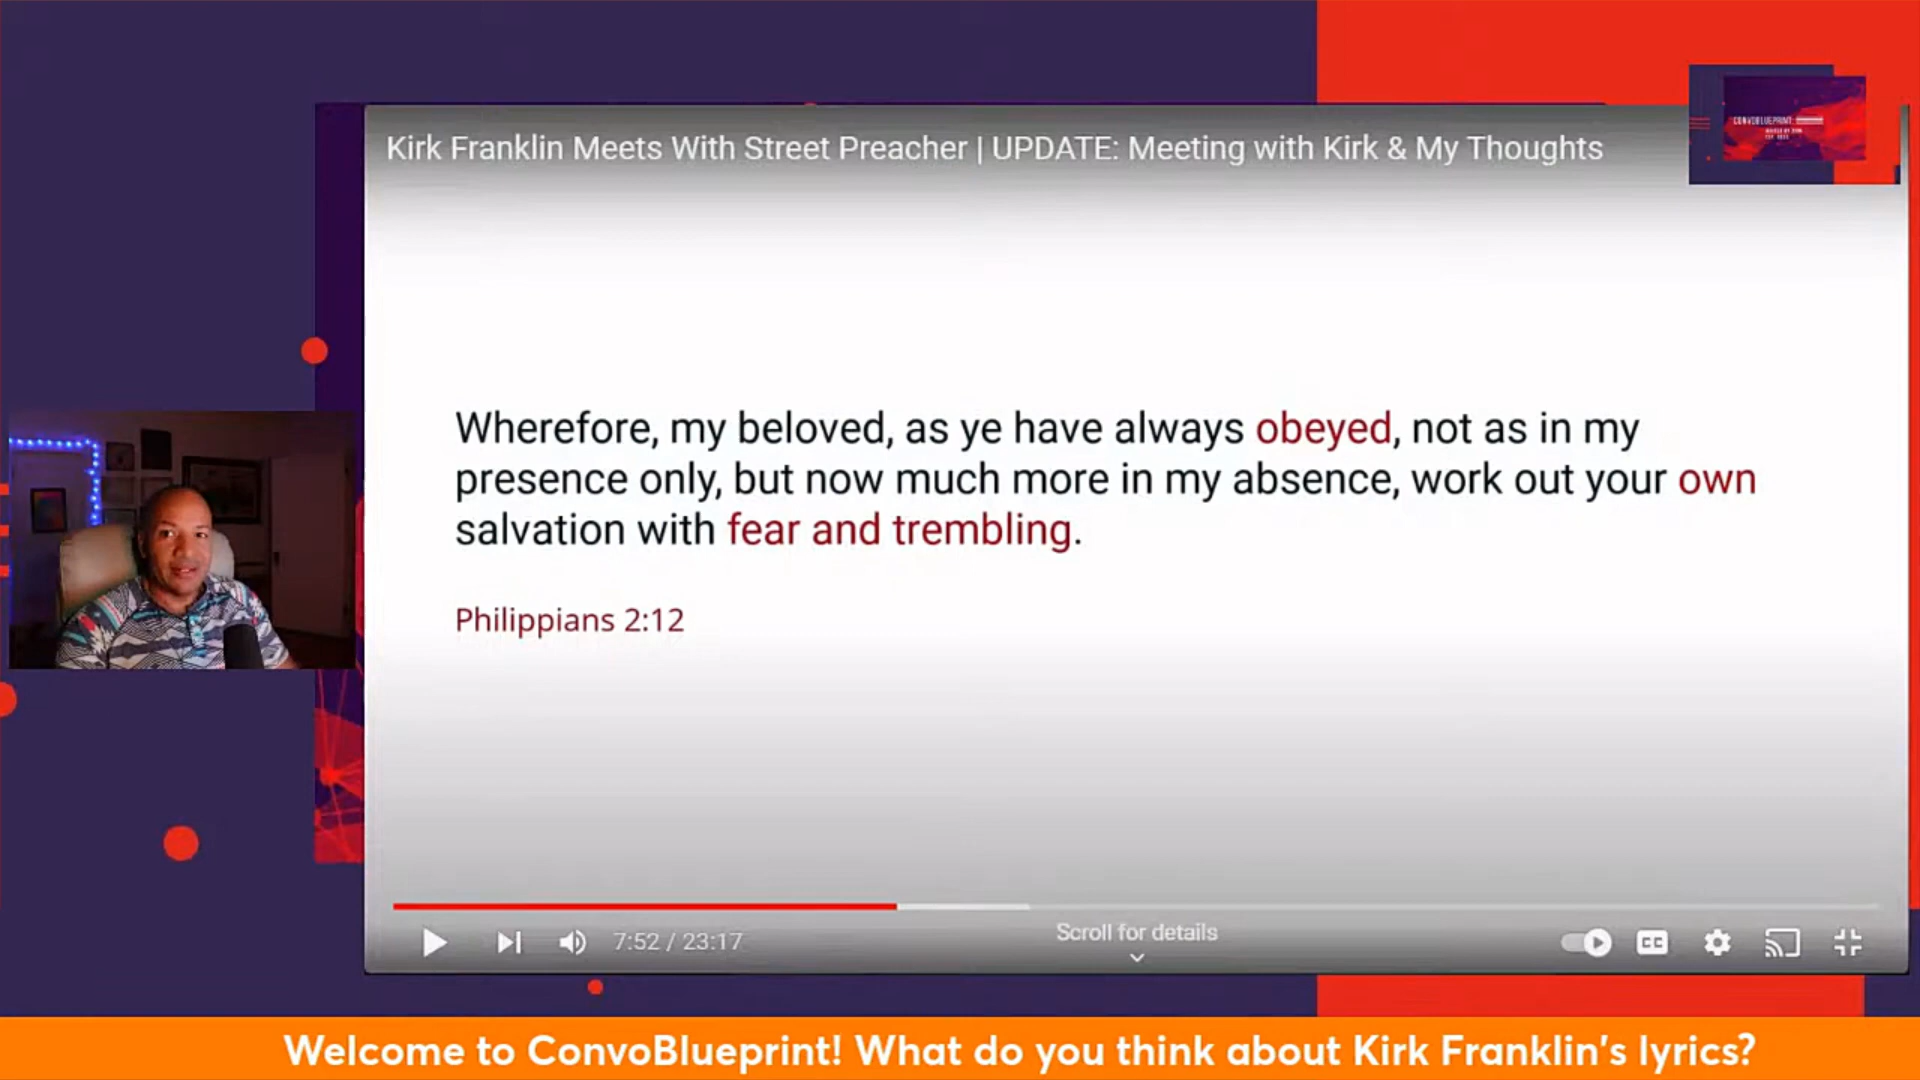 Kirk Franklin Meets With Street Preacher | UPDATE: Meeting with Kirk & My Thoughts
CONVOBLUEPRINT
Wherefore, my beloved, as ye have always obeyed, not as in my
presence only, but now much more in my absence, work out your own
salvation with fear and trembling.
Philippians 2:12
7:52 / 23:17
Scroll for details
CC
Welcome to ConvoBlueprint! What do you think about Kirk Franklin's lyrics?